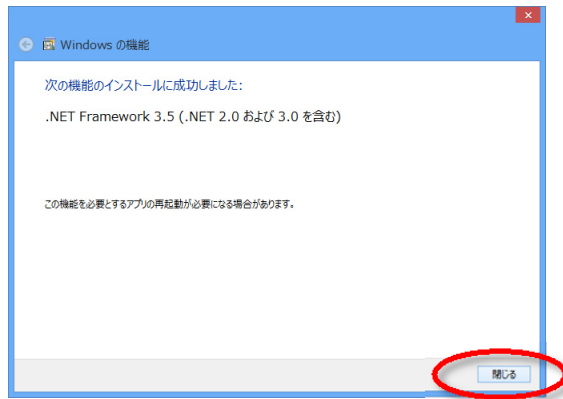 Windows の機能
次の機能のインストールに成功しました:
.NET Framework 3.5 (.NET 2.0 および 3.0 を含む)
この機能を必要とするアプリの再起動が必要になる場合があります。
閉じる